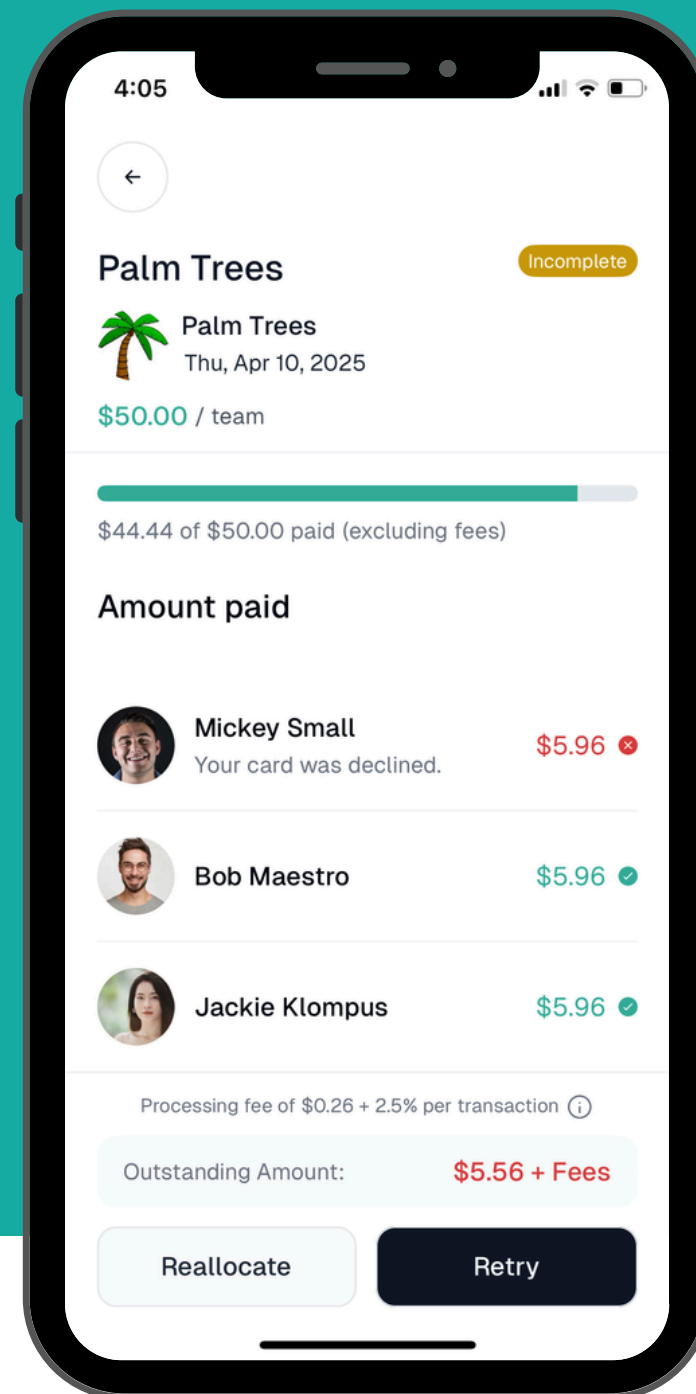 4:05
Palm Trees
Incomplete
Palm Trees
Thu, Apr 10, 2025
$50.00 / team
$44.44 of $50.00 paid (excluding fees)
Amount paid
Mickey Small
Your card was declined.
$5.96
Bob Maestro
$5.96
Jackie Klompus
$5.96
Processing fee of $0.26 + 2.5% per transaction
Outstanding Amount:
$5.56 + Fees
Reallocate
Retry